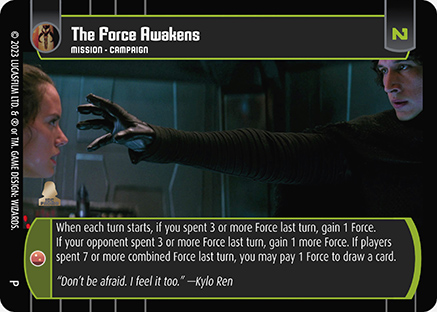 The Force Awakens
MISSION - CAMPAIGN
N
When each turn starts, if you spent 3 or more Force last turn, gain 1 Force.
If your opponent spent 3 or more Force last turn, gain 1 more Force. If players
spent 7 or more combined Force last turn, you may pay 1 Force to draw a card.
"Don't be afraid. I feel it too." —Kylo Ren
© 2023 LUCASFILM LTD. & ® or TM. GAME DESIGN: WIZARDS.
P